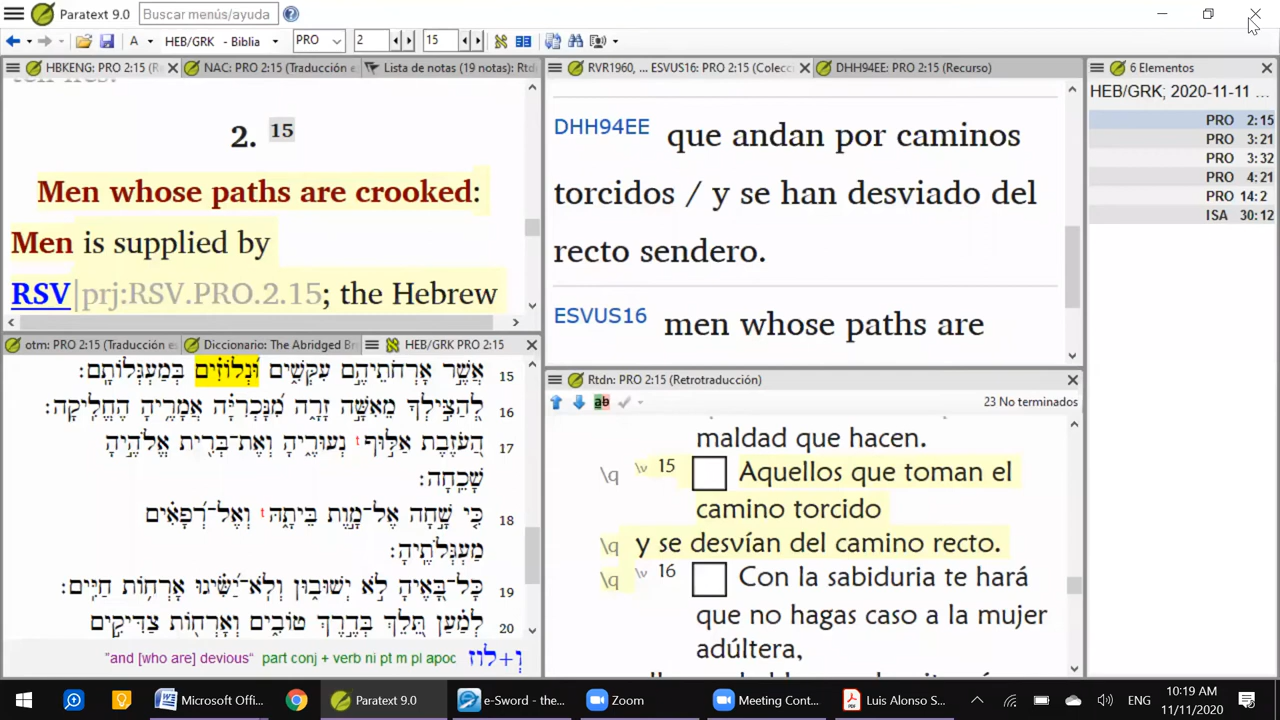 Paratext 9.0
Buscar menús/ayuda
A
HEB/GRK - Biblia
PRO
2
15
HBKENG: PRO 2:15 (R
NAC: PRO 2:15 (Traducción e
Lista de notas (19 notas): Rtd
2. 15
Men whose paths are crooked:
Men is supplied by
RSV|prj:RSV.PRO.2.15; the Hebrew
RVR1960, ... ESVUS16: PRO 2:15 (Colecc
DHH94EE: PRO 2:15 (Recurso)
DHH94EE que andan por caminos
torcidos / y se han desviado del
recto sendero.
ESVUS16 men whose paths are
6 Elementos
HEB/GRK; 2020-11-11 ...
PRO 2:15
PRO 3:21
PRO 3:32
PRO 4:21
PRO 14:2
ISA 30:12
otm: PRO 2:15 (Traducción e
Diccionario: The Abridged Br
HEB/GRK PRO 2:15
15 אֲשֶׁ֣ר אָרְחֹתֵיהֶ֣ם עִקְּשִׁ֑ים וּ֝נְלוֹזִ֗ים בְּמַעְגְּלוֹתָֽם׃
16 לְ֭הַצִּ֣ילְךָ מֵאִשָּׁ֣ה זָרָ֑ה מִ֝נָּכְרִיָּ֗ה אֲמָרֶ֥יהָ הֶחֱלִֽיקָה׃
17 הַ֭עֹזֶבֶת אַלּ֣וּף t נְעוּרֶ֑יהָ וְאֶת־בְּרִ֖ית אֱלֹהֶ֣יהָ
שָׁכֵֽחָה׃
18 כִּ֤י שָׁ֣חָה אֶל־מָ֣וֶת בֵּיתָ֑הּ t וְאֶל־רְ֝פָאִ֗ים
מַעְגְּלֹתֶֽיהָ׃
19 כָּל־בָּ֭אֶיהָ לֹ֣א יְשׁוּב֑וּן וְלֹֽא־יַ֝שִּׂ֗יגוּ אָרְח֥וֹת חַיִּֽים׃
20 לְמַ֗עַן תֵּ֭לֵךְ בְּדֶ֣רֶךְ טוֹבִ֑ים וְאָרְח֖וֹת צַדִּיקִ֣ים
"and [who are] devious" part conj + verb ni pt m pl apoc וְ+לוז
Rtdn: PRO 2:15 (Retrotraducción)
23 No terminados
maldad que hacen.
\q \v 15 Aquellos que toman el
camino torcido
\q y se desvían del camino recto.
\q \v 16 Con la sabiduria te hará
que no hagas caso a la mujer
adúltera,
Microsoft Offi...
Paratext 9.0
e-Sword - the...
Zoom
Meeting Cont...
Luis Alonso S...
ENG
10:19 AM
11/11/2020